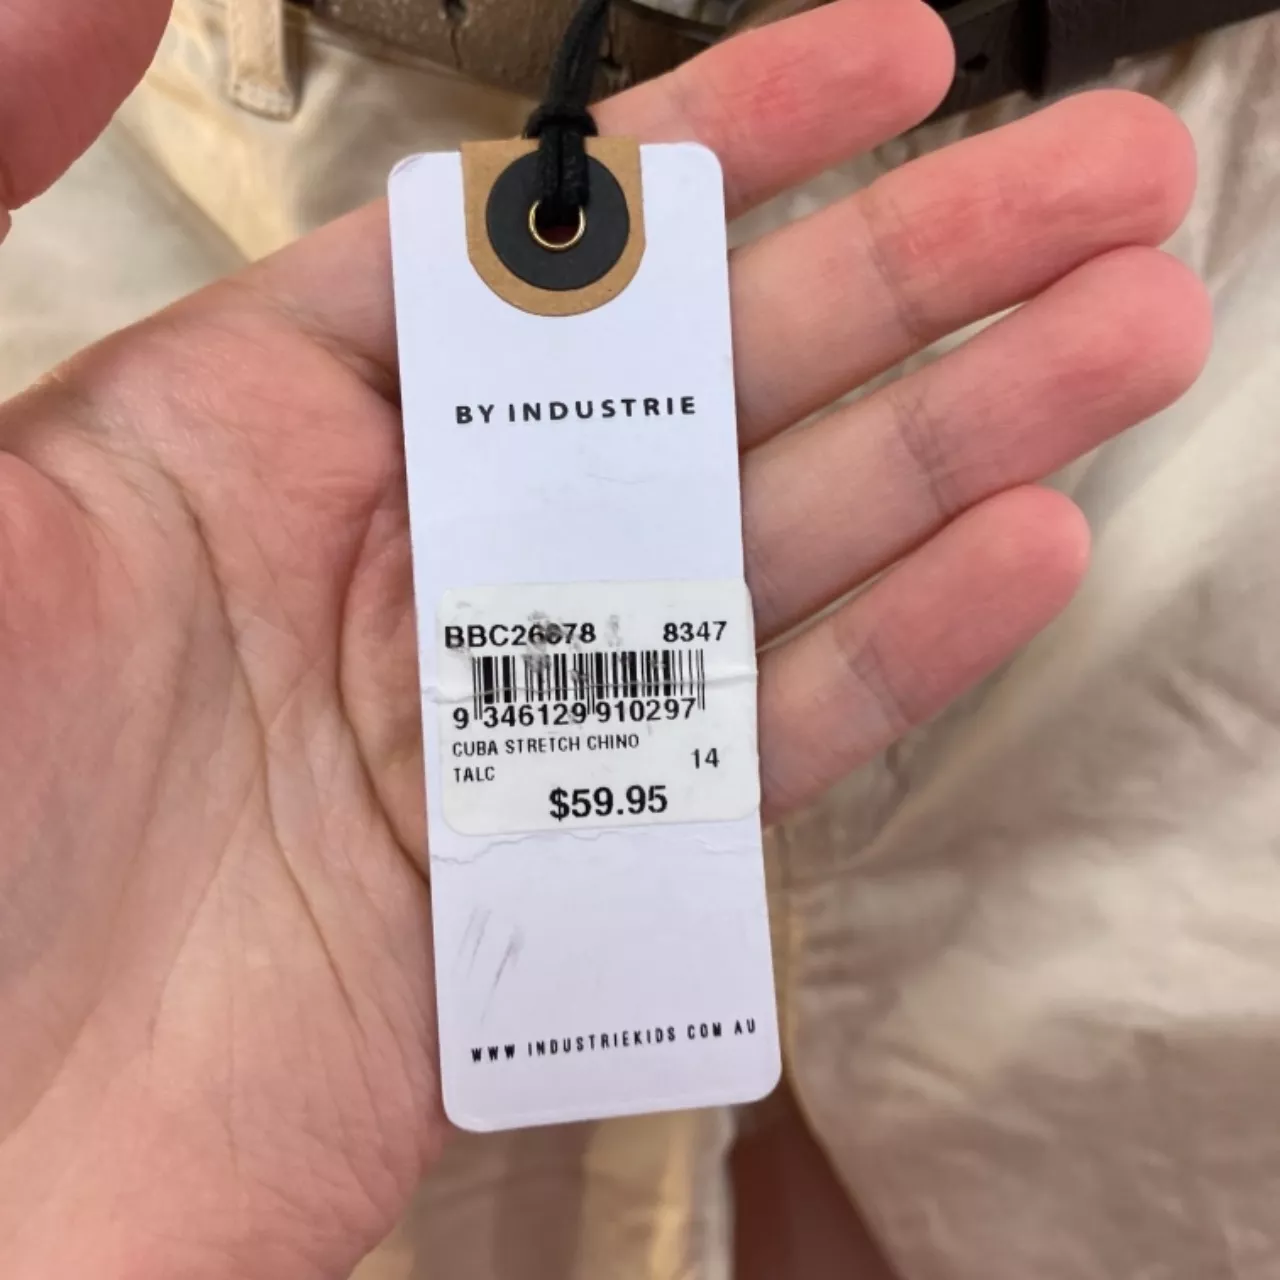 BY INDUSTRIE
BBC26878 8347
9 346129 910297
CUBA STRETCH CHINO
TALC 14
$59.95
WWW INDUSTRIEKIDS COM AU